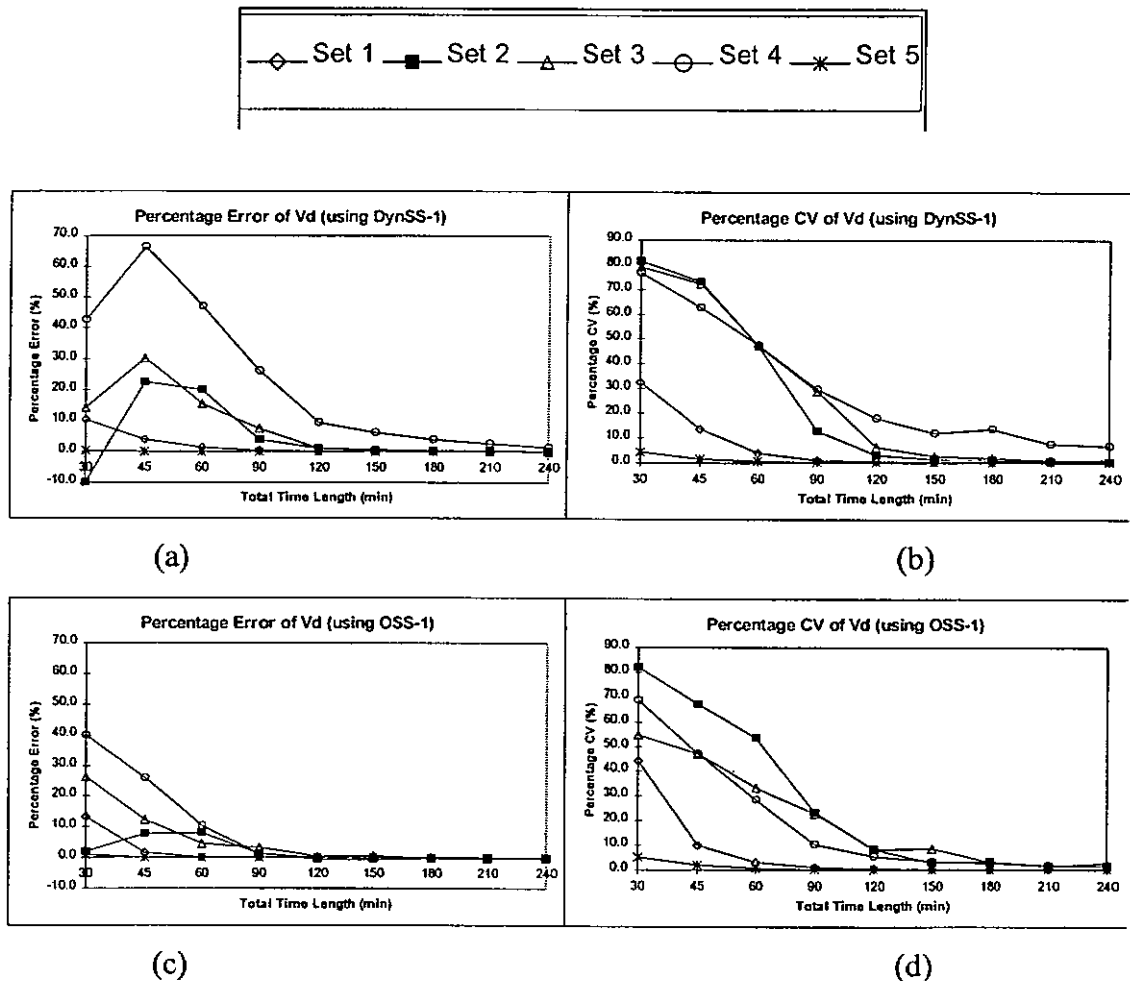 Set 1 Set 2 Set 3 Set 4 Set 5
Percentage Error of Vd (using DynSS-1)
70.0
60.0
50.0
40.0
30.0
20.0
10.0
0.0
-10.0
Percentage Error (%)
30 45 60 90 120 150 180 210 240
Total Time Length (min)
(a)
Percentage CV of Vd (using DynSS-1)
90.0
80.0
70.0
60.0
50.0
40.0
30.0
20.0
10.0
0.0
Percentage CV (%)
30 45 60 90 120 150 180 210 240
Total Time Length (min)
(b)
Percentage Error of Vd (using OSS-1)
70.0
60.0
50.0
40.0
30.0
20.0
10.0
0.0
-10.0
Percentage Error (%)
30 45 60 90 120 150 180 210 240
Total Time Length (min)
(c)
Percentage CV of Vd (using OSS-1)
90.0
80.0
70.0
60.0
50.0
40.0
30.0
20.0
10.0
0.0
Percentage CV (%)
30 45 60 90 120 150 180 210 240
Total Time Length (min)
(d)